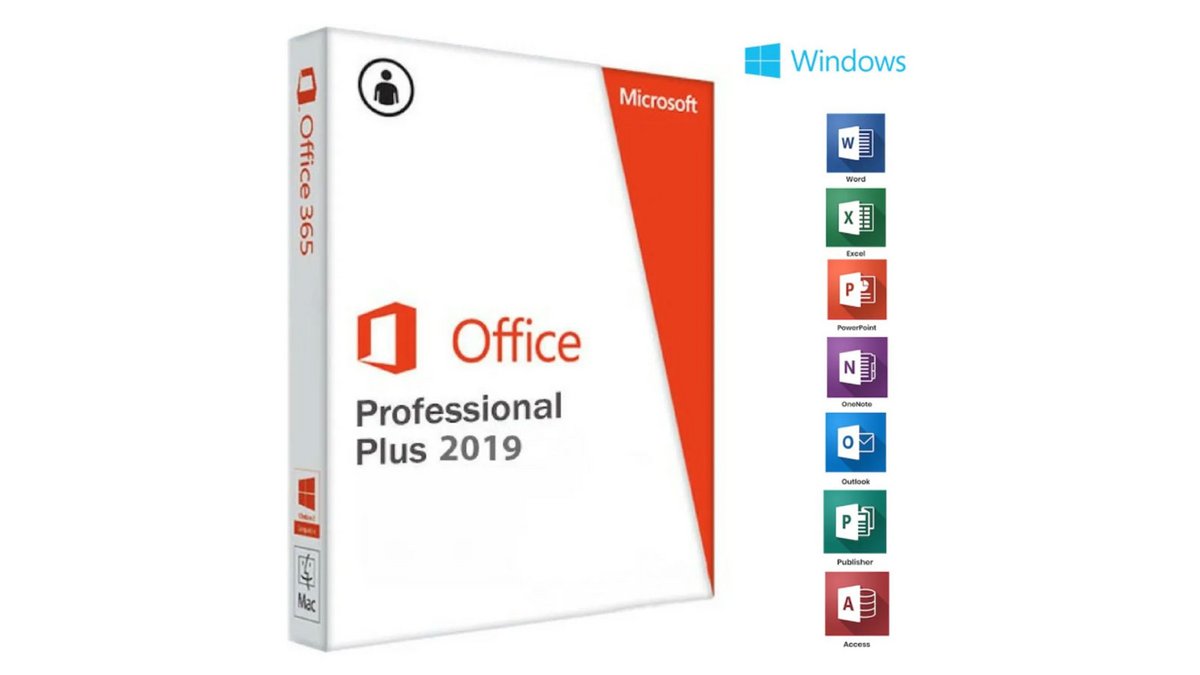 Office 365
Mac
Microsoft
Office
Professional
Plus 2019
Windows
W
Word
X
Excel
P
PowerPoint
N
OneNote
O
Outlook
P
Publisher
A
Access